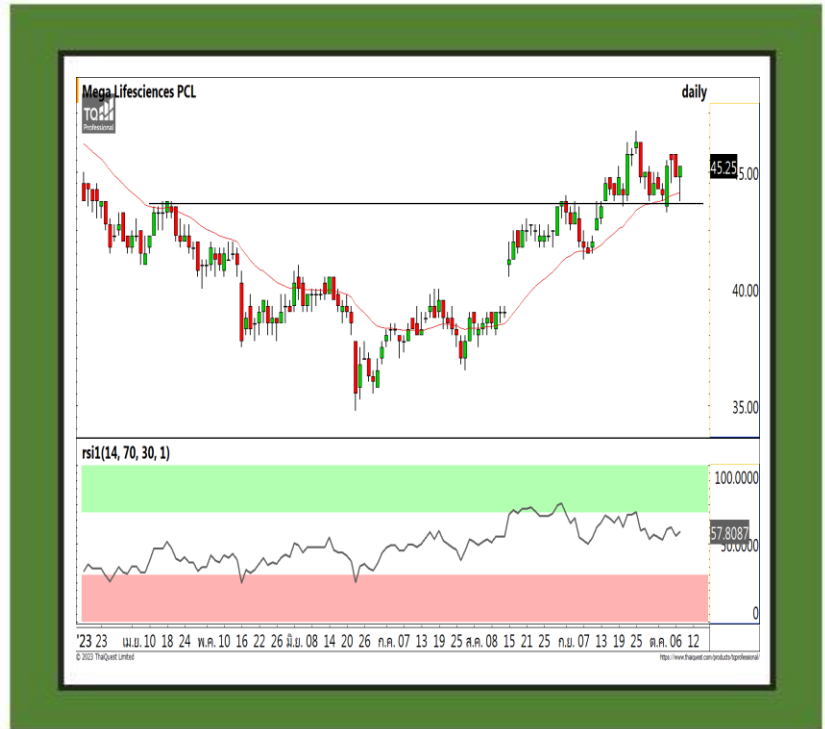 Mega Lifesciences PCL daily
TQ
Professional
45.25
45.00
40.00
35.00
rsi1(14, 70, 30, 1)
100.0000
57.8087
50.0000
0
'23 23 เม.ย. 10 18 24 พ.ค. 10 16 22 26 มิ.ย. 08 14 20 26 ก.ค. 07 13 19 25 ส.ค. 08 15 21 25 ก.ย. 07 13 19 25 ต.ค. 06 12
© 2023 ThaiQuest Limited https://www.thaiquest.com/products/tqprofessional/